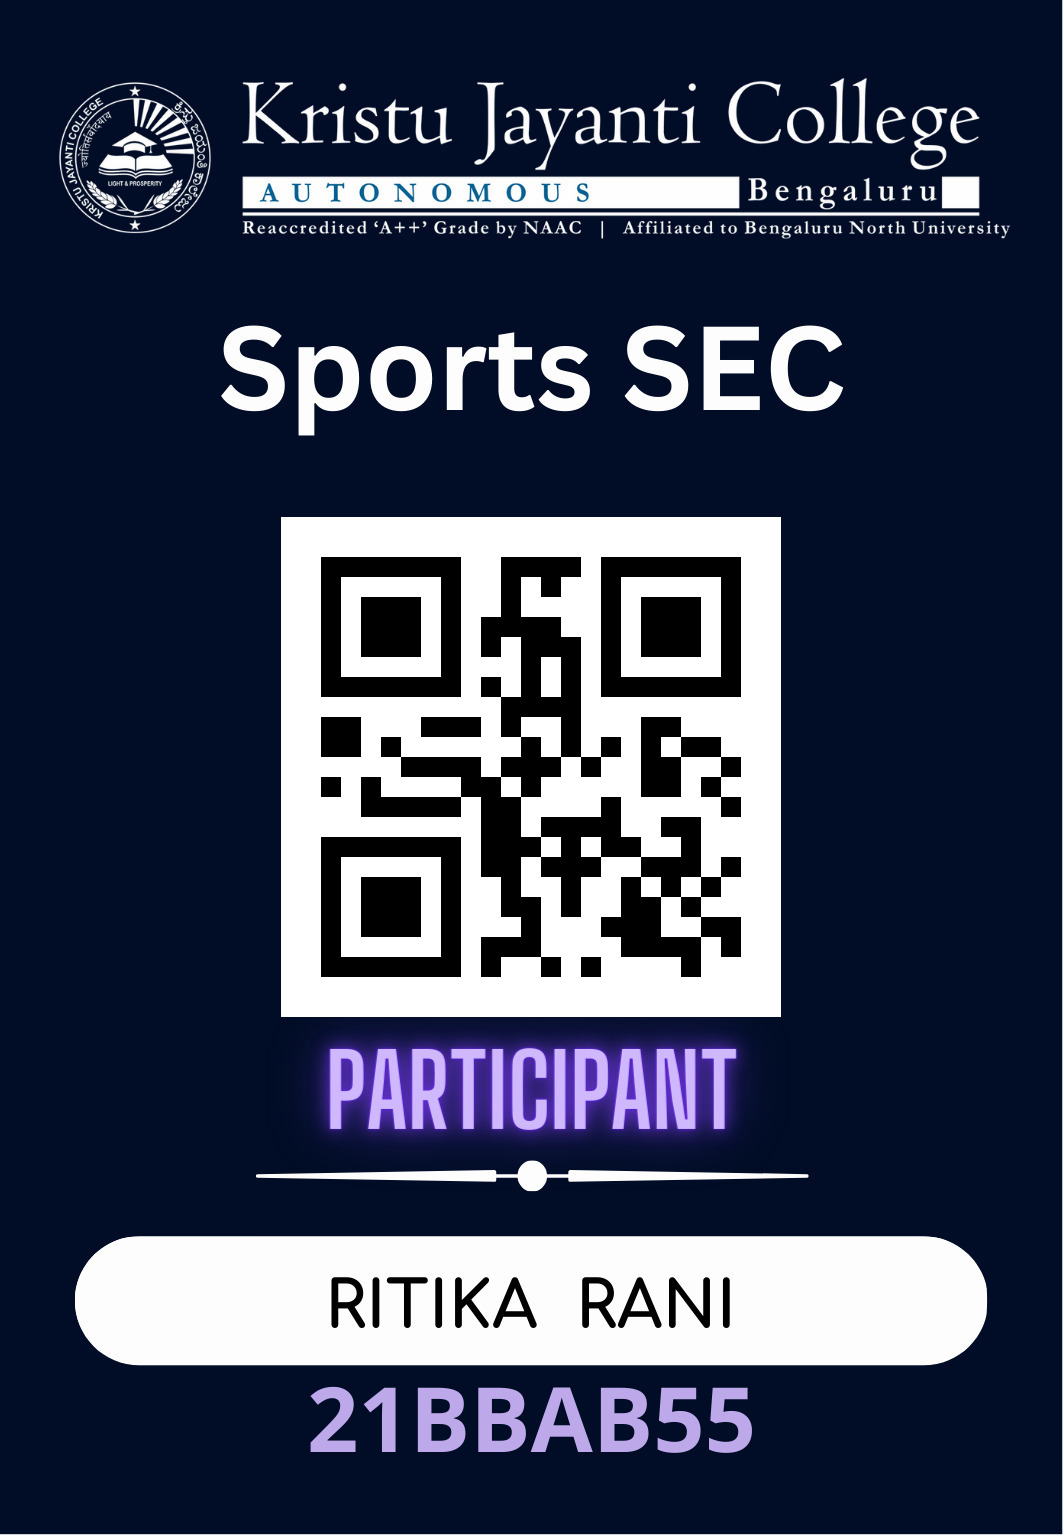 KRISTU JAYANTI COLLEGE
ಕ್ರಿಸ್ತು ಜಯಂತಿ ಕಾಲೇಜು
LIGHT & PROSPERITY
Kristu Jayanti College
AUTONOMOUS Bengaluru
Reaccredited ‘A++’ Grade by NAAC | Affiliated to Bengaluru North University
Sports SEC
PARTICIPANT
RITIKA RANI
21BBAB55